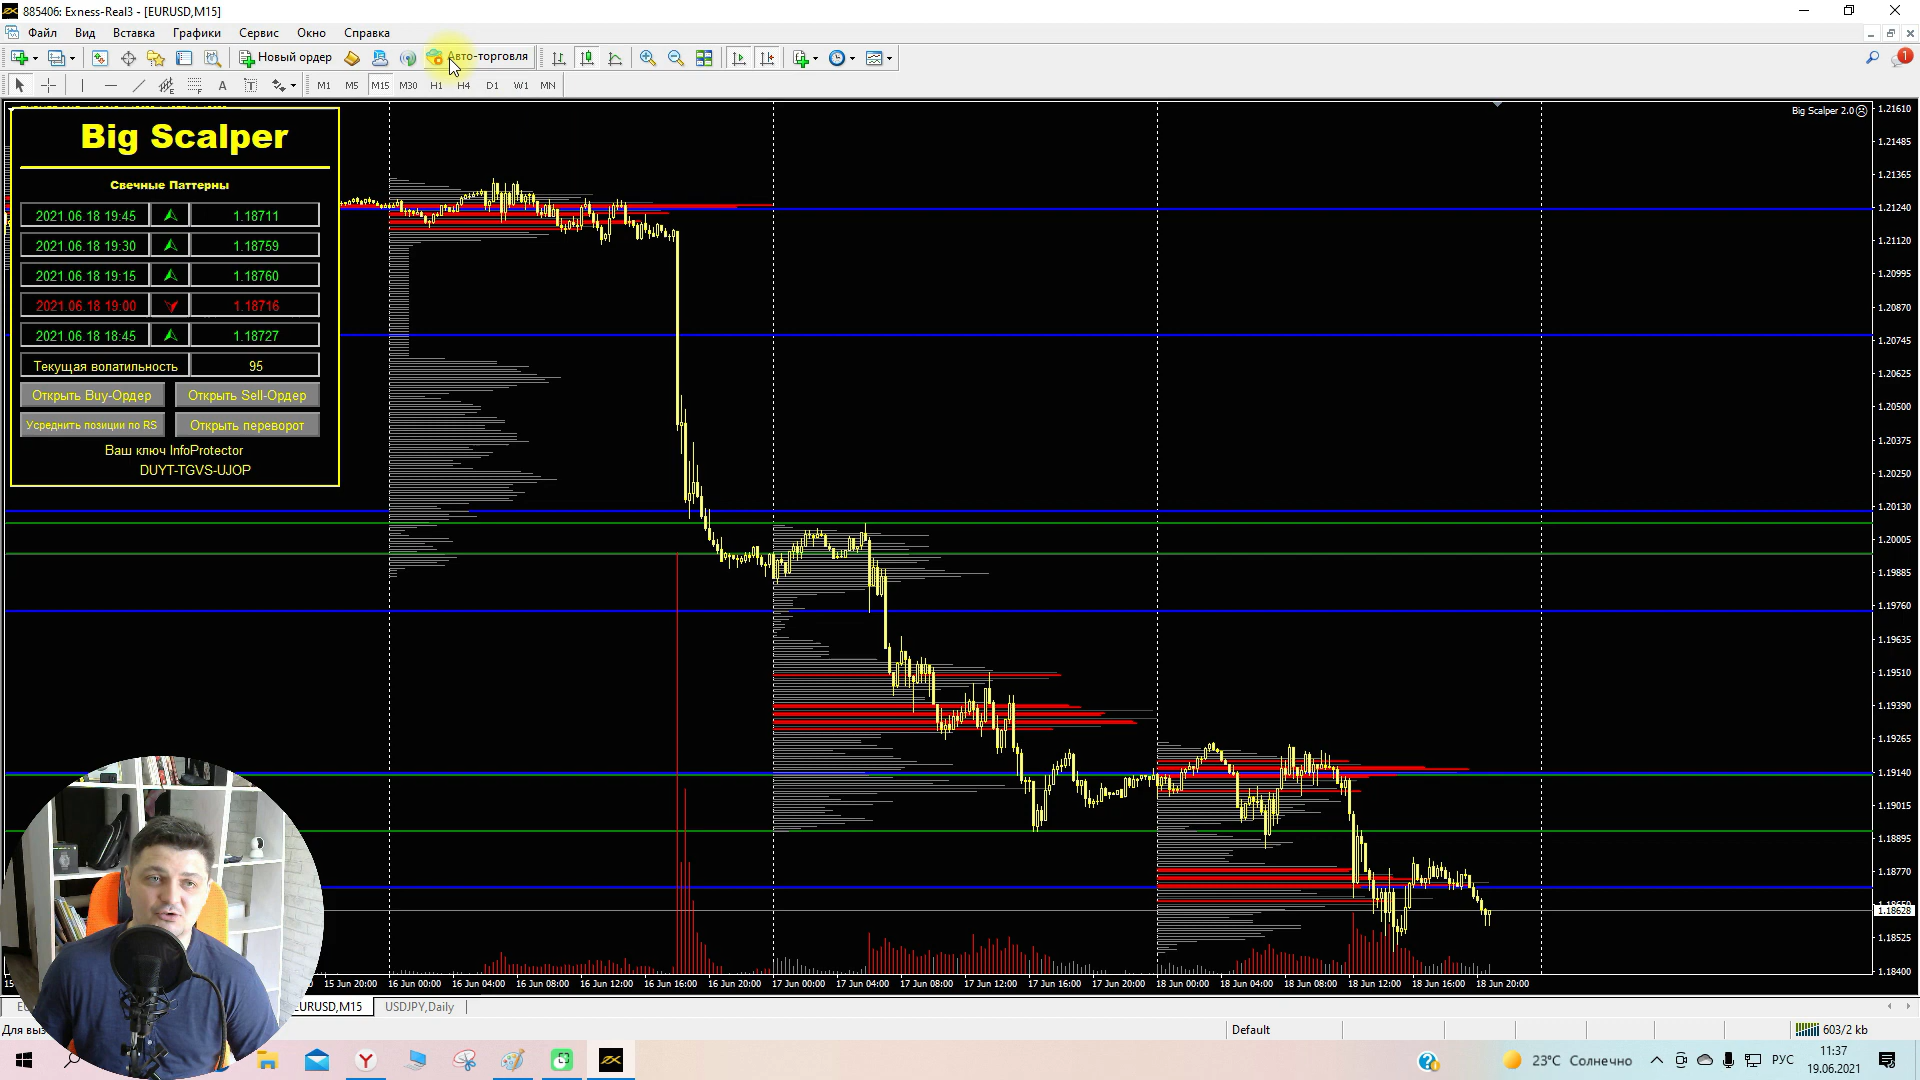 885406: Exness-Real3 - [EURUSD,M15]
Файл Вид Вставка Графики Сервис Окно Справка
Новый ордер Авто-торговля
M1 M5 M15 M30 H1 H4 D1 W1 MN
1
Big Scalper 2.0
Big Scalper
Свечные Паттерны
2021.06.18 19:45 1.18711
2021.06.18 19:30 1.18759
2021.06.18 19:15 1.18760
2021.06.18 19:00 1.18716
2021.06.18 18:45 1.18727
Текущая волатильность 95
Открыть Buy-Ордер Открыть Sell-Ордер
Усреднить позиции по RS Открыть переворот
Ваш ключ InfoProtector
DUYT-TGVS-UJOP
1.21610
1.21485
1.21365
1.21240
1.21120
1.20995
1.20870
1.20745
1.20625
1.20500
1.20375
1.20250
1.20130
1.20005
1.19885
1.19760
1.19635
1.19510
1.19390
1.19265
1.19140
1.19015
1.18895
1.18770
1.18628
1.18525
1.18400
15 Jun 20:00 16 Jun 00:00 16 Jun 04:00 16 Jun 08:00 16 Jun 12:00 16 Jun 16:00 16 Jun 20:00 17 Jun 00:00 17 Jun 04:00 17 Jun 08:00 17 Jun 12:00 17 Jun 16:00 17 Jun 20:00 18 Jun 00:00 18 Jun 04:00 18 Jun 08:00 18 Jun 12:00 18 Jun 16:00 18 Jun 20:00
EURUSD,M15 USDJPY,Daily
Для выз Default 603/2 kb
23°C Солнечно РУС 11:37
19.06.2021